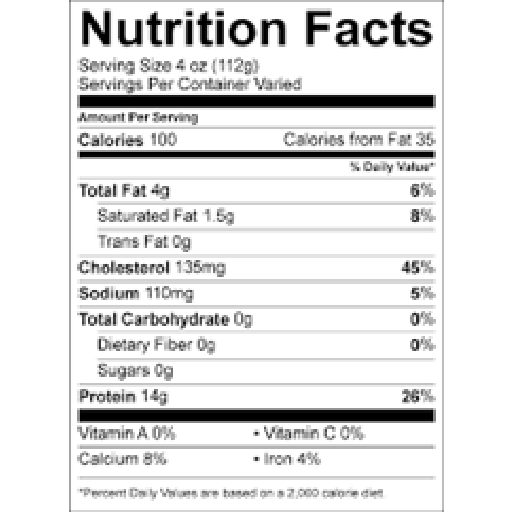 Nutrition Facts
Serving Size 4 oz (112g)
Servings Per Container Varied
Amount Per Serving
Calories 100 Calories from Fat 35
% Daily Value*
Total Fat 4g 6%
Saturated Fat 1.5g 8%
Trans Fat 0g
Cholesterol 135mg 45%
Sodium 110mg 5%
Total Carbohydrate 0g 0%
Dietary Fiber 0g 0%
Sugars 0g
Protein 14g 26%
Vitamin A 0% • Vitamin C 0%
Calcium 8% • Iron 4%
*Percent Daily Values are based on a 2,000 calorie diet.